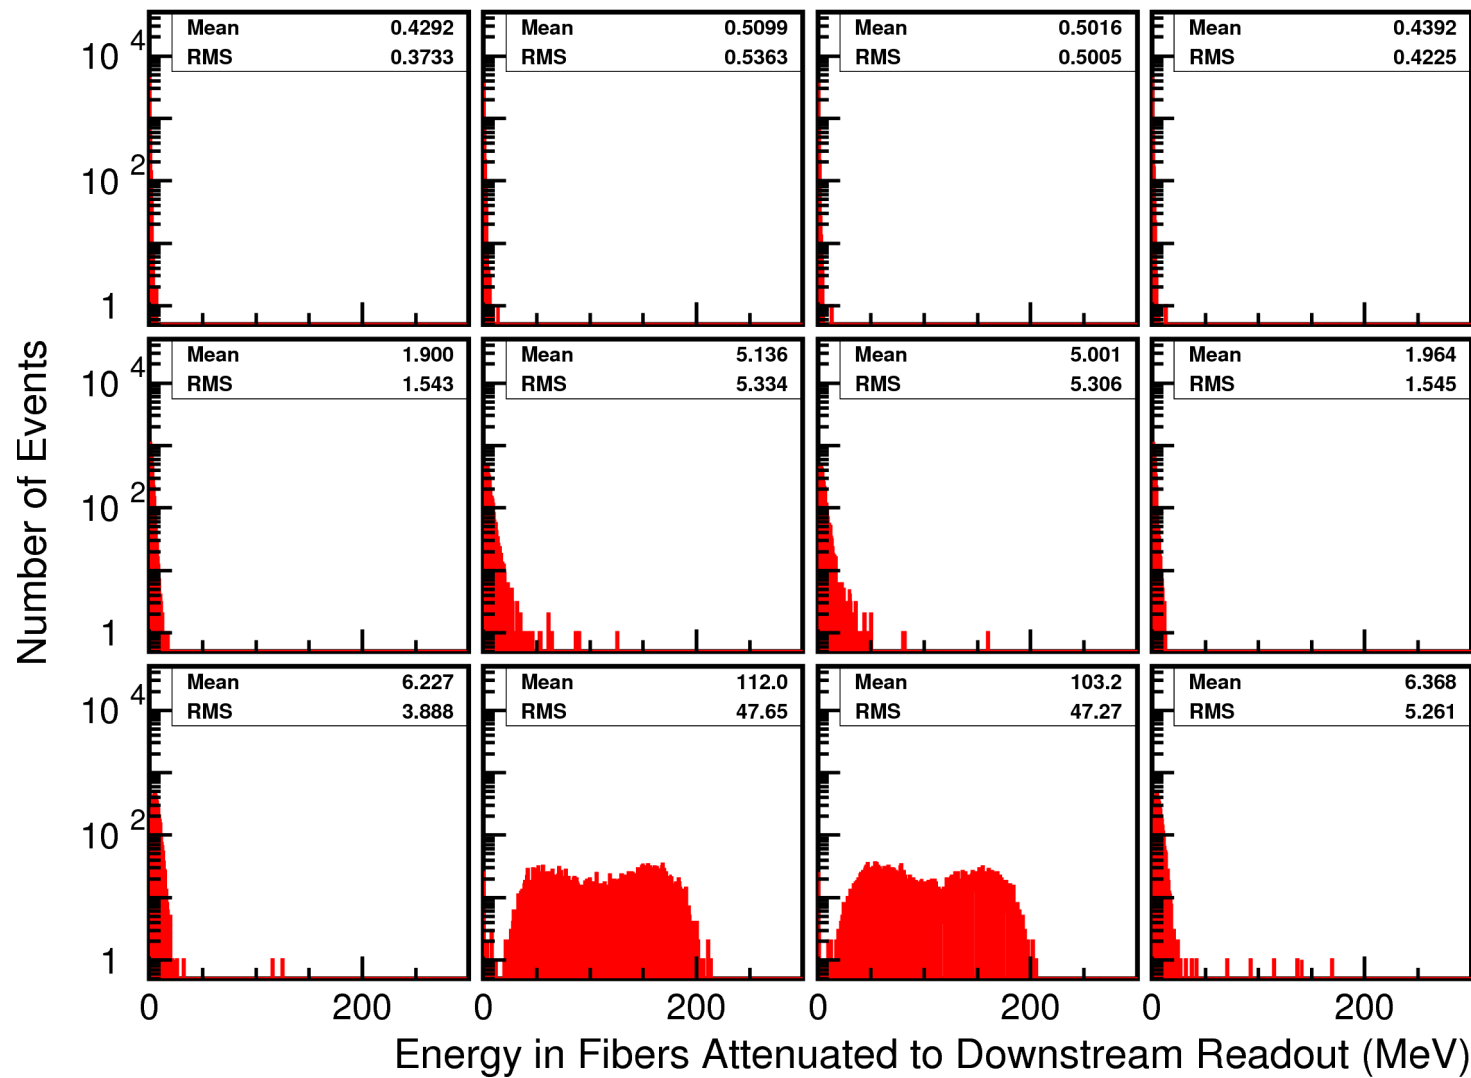 Mean 0.4292
RMS 0.3733
Mean 0.5099
RMS 0.5363
Mean 0.5016
RMS 0.5005
Mean 0.4392
RMS 0.4225
10^4
10^2
1
Mean 1.900
RMS 1.543
Mean 5.136
RMS 5.334
Mean 5.001
RMS 5.306
Mean 1.964
RMS 1.545
10^4
10^2
1
Number of Events
Mean 6.227
RMS 3.888
Mean 112.0
RMS 47.65
Mean 103.2
RMS 47.27
Mean 6.368
RMS 5.261
10^4
10^2
1
0 200 0 200 0 200 0 200
Energy in Fibers Attenuated to Downstream Readout (MeV)